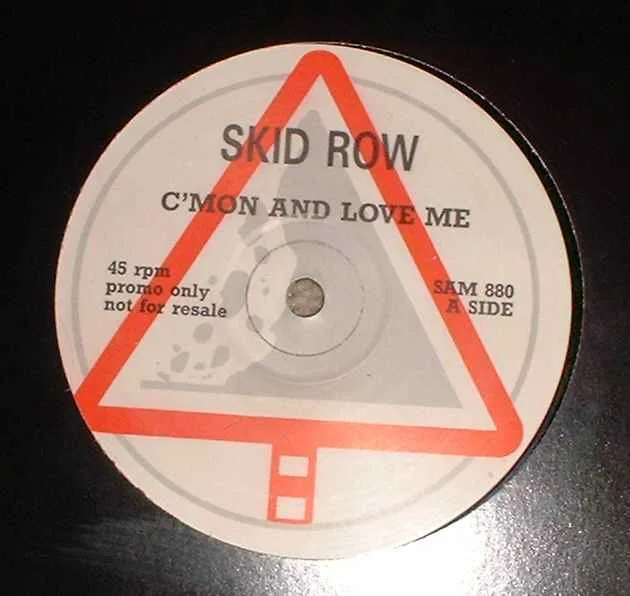 SKID ROW
C'MON AND LOVE ME
45 rpm
promo only
not for resale
SAM 880
A SIDE